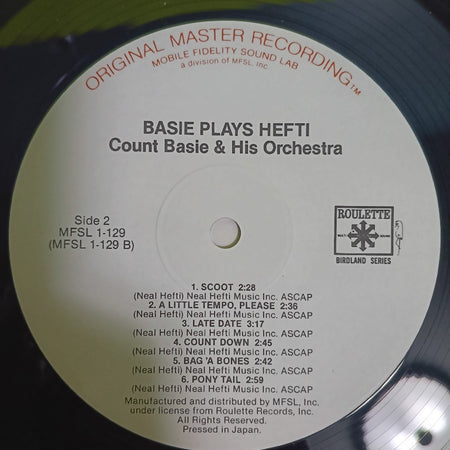 ORIGINAL MASTER RECORDING TM
MOBILE FIDELITY SOUND LAB
a division of MFSL, Inc.
BASIE PLAYS HEFTI
Count Basie & His Orchestra
Side 2
MFSL 1-129
(MFSL 1-129 B)
ROULETTE
BIRDLAND SERIES
1. SCOOT 2:28
(Neal Hefti) Neal Hefti Music Inc. ASCAP
2. A LITTLE TEMPO, PLEASE 2:36
(Neal Hefti) Neal Hefti Music Inc. ASCAP
3. LATE DATE 3:17
(Neal Hefti) Neal Hefti Music Inc. ASCAP
4. COUNT DOWN 2:45
(Neal Hefti) Neal Hefti Music Inc. ASCAP
5. BAG 'A BONES 2:42
(Neal Hefti) Neal Hefti Music Inc. ASCAP
6. PONY TAIL 2:59
(Neal Hefti) Neal Hefti Music Inc. ASCAP
Manufactured and distributed by MFSL, Inc.
under license from Roulette Records, Inc.
All Rights Reserved.
Pressed in Japan.